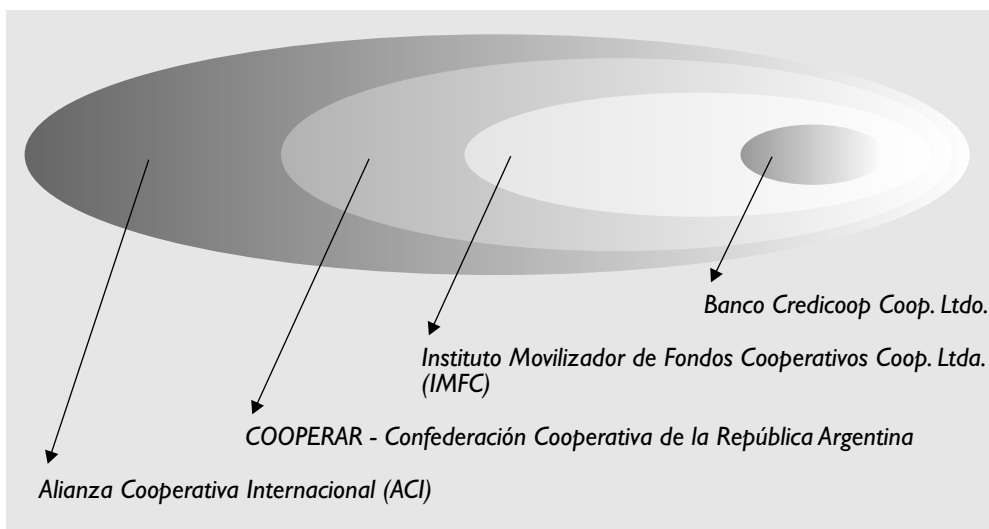 Banco Credicoop Coop. Ltdo.
Instituto Movilizador de Fondos Cooperativos Coop. Ltda.
(IMFC)
COOPERAR - Confederación Cooperativa de la República Argentina
Alianza Cooperativa Internacional (ACI)